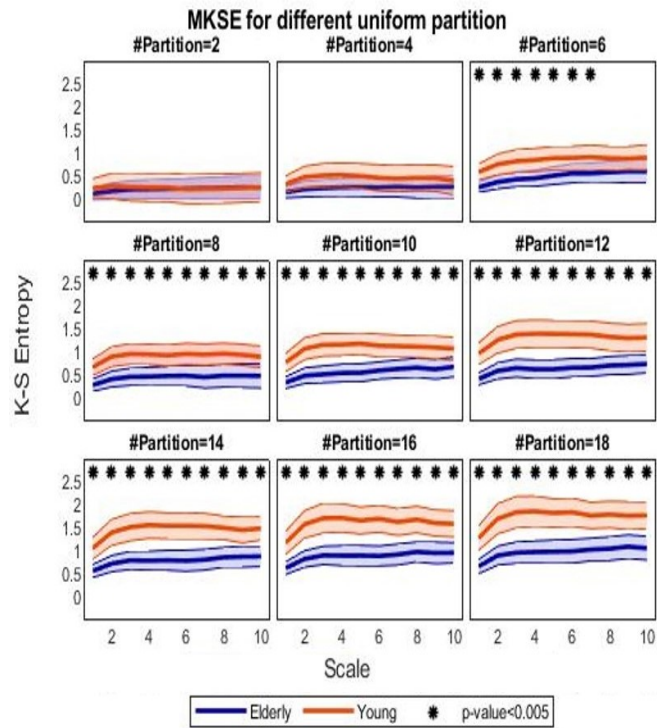 MKSE for different uniform partition
#Partition=2 #Partition=4 #Partition=6
2.5
2
1.5
1
0.5
0
#Partition=8 #Partition=10 #Partition=12
2.5
2
1.5
1
0.5
0
K-S Entropy
#Partition=14 #Partition=16 #Partition=18
2.5
2
1.5
1
0.5
0
2 4 6 8 10 2 4 6 8 10 2 4 6 8 10
Scale
Elderly Young p-value<0.005